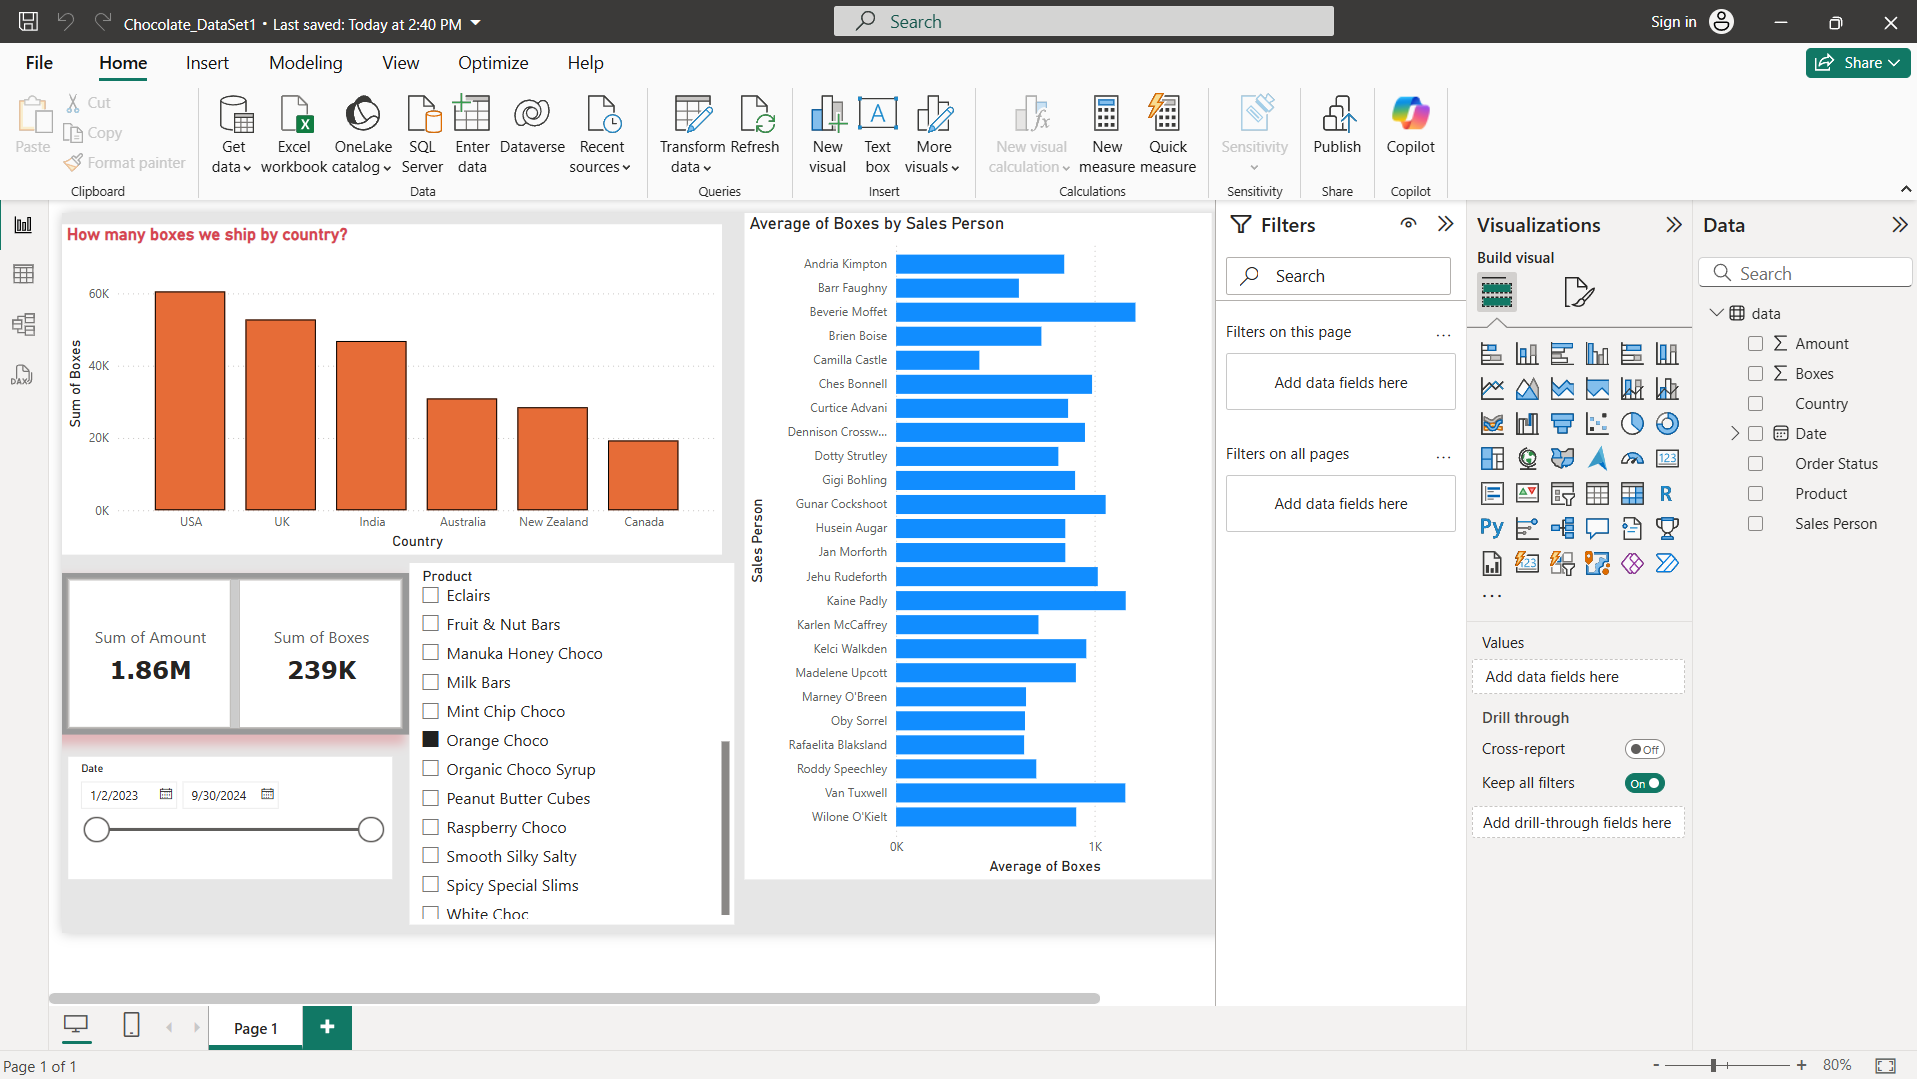 Chocolate_DataSet1 • Last saved: Today at 2:40 PM
Search
Sign in
File
Home
Insert
Modeling
View
Optimize
Help
Share
Paste
Cut
Copy
Format painter
Clipboard
Get data
Excel workbook
OneLake catalog
SQL Server
Enter data
Dataverse
Recent sources
Data
Transform data
Refresh
Queries
New visual
Text box
More visuals
Insert
New visual calculation
New measure
Quick measure
Calculations
Sensitivity
Sensitivity
Publish
Share
Copilot
Copilot
DAX
How many boxes we ship by country?
Sum of Boxes
60K
40K
20K
0K
USA
UK
India
Australia
New Zealand
Canada
Country
Sum of Amount
1.86M
Sum of Boxes
239K
Date
1/2/2023
9/30/2024
Product
Eclairs
Fruit & Nut Bars
Manuka Honey Choco
Milk Bars
Mint Chip Choco
Orange Choco
Organic Choco Syrup
Peanut Butter Cubes
Raspberry Choco
Smooth Silky Salty
Spicy Special Slims
White Choc
Average of Boxes by Sales Person
Sales Person
Andria Kimpton
Barr Faughny
Beverie Moffet
Brien Boise
Camilla Castle
Ches Bonnell
Curtice Advani
Dennison Crossw...
Dotty Strutley
Gigi Bohling
Gunar Cockshoot
Husein Augar
Jan Morforth
Jehu Rudeforth
Kaine Padly
Karlen McCaffrey
Kelci Walkden
Madelene Upcott
Marney O'Breen
Oby Sorrel
Rafaelita Blaksland
Roddy Speechley
Van Tuxwell
Wilone O'Kielt
0K
1K
Average of Boxes
Filters
Search
Filters on this page
...
Add data fields here
Filters on all pages
...
Add data fields here
Visualizations
Build visual
123
R
Py
123
...
Values
Add data fields here
Drill through
Cross-report
Off
Keep all filters
On
Add drill-through fields here
Data
Search
data
Amount
Boxes
Country
Date
Order Status
Product
Sales Person
Page 1
+
Page 1 of 1
-
+
80%